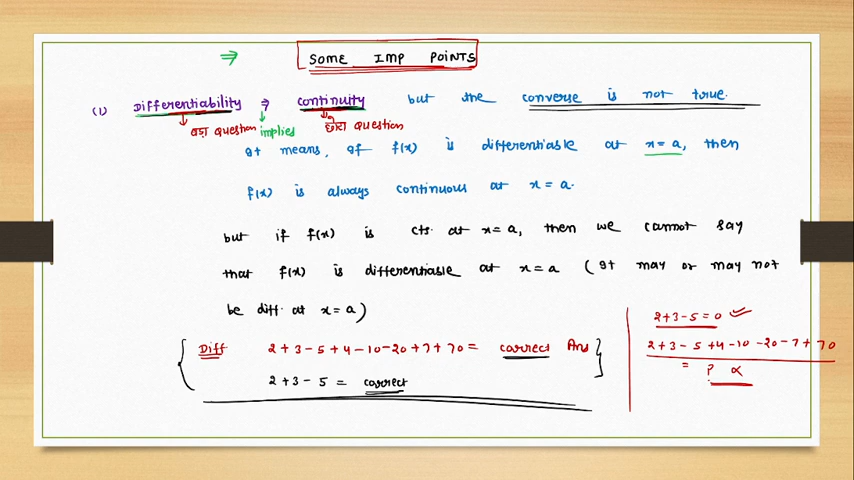 ⇒ SOME IMP POINTS
(1) Differentiability ⇒ continuity but the converse is not true.
बड़ा question implies छोटा question
It means, If f(x) is differentiable at x = a, then
f(x) is always continuous at x = a.
but if f(x) is cts. at x = a, then we cannot say
that f(x) is differentiable at x = a ( It may or may not
be diff. at x = a )
Diff 2 + 3 - 5 + 4 - 10 - 20 + 7 + 70 = correct Ans
2 + 3 - 5 = correct
2 + 3 - 5 = 0 ✓
2 + 3 - 5 + 4 - 10 - 20 - 7 + 70
= ?